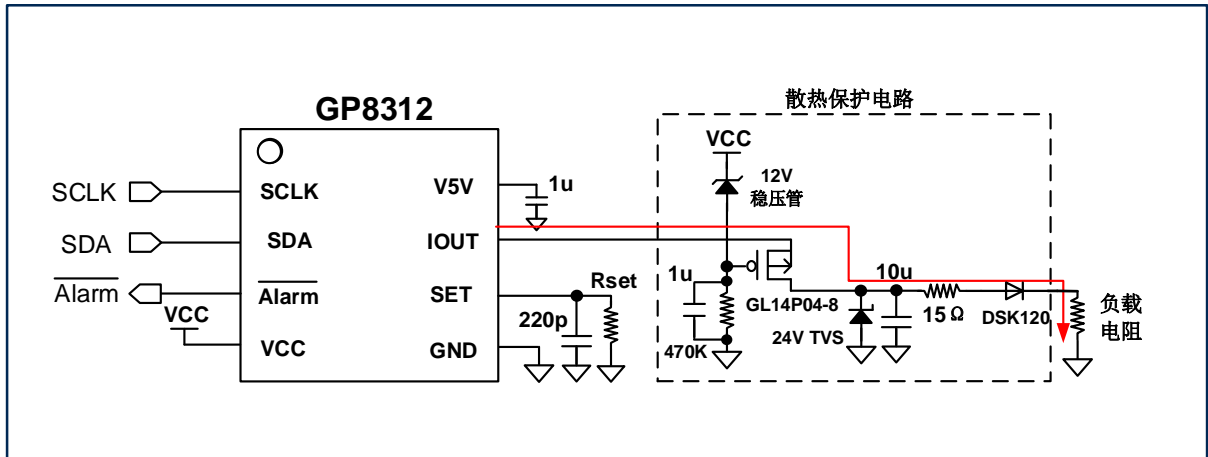 GP8312
散热保护电路
SCLK
SDA
Alarm
VCC
SCLK
SDA
Alarm
VCC
V5V
IOUT
SET
GND
1u
Rset
220p
VCC
12V
稳压管
1u
470K
GL14P04-8
24V TVS
10u
15Ω
DSK120
负载
电阻